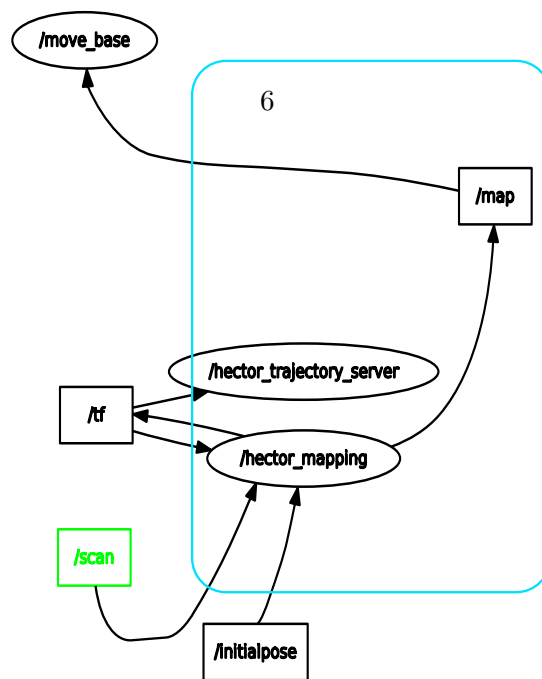 /move_base
6
/map
/hector_trajectory_server
/tf
/hector_mapping
/scan
/initialpose